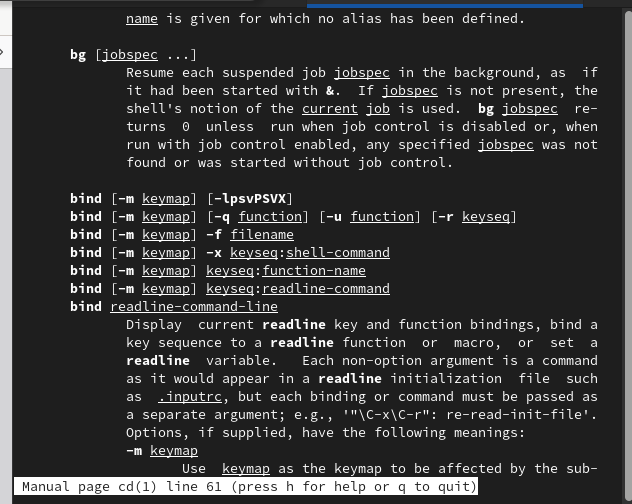 name is given for which no alias has been defined.
bg [jobspec ...]
Resume each suspended job jobspec in the background, as if
it had been started with &. If jobspec is not present, the
shell's notion of the current job is used. bg jobspec re-
turns 0 unless run when job control is disabled or, when
run with job control enabled, any specified jobspec was not
found or was started without job control.
bind [-m keymap] [-lpsvPSVX]
bind [-m keymap] [-q function] [-u function] [-r keyseq]
bind [-m keymap] -f filename
bind [-m keymap] -x keyseq:shell-command
bind [-m keymap] keyseq:function-name
bind [-m keymap] keyseq:readline-command
bind readline-command-line
Display current readline key and function bindings, bind a
key sequence to a readline function or macro, or set a
readline variable. Each non-option argument is a command
as it would appear in a readline initialization file such
as .inputrc, but each binding or command must be passed as
a separate argument; e.g., '"\C-x\C-r": re-read-init-file'.
Options, if supplied, have the following meanings:
-m keymap
Use keymap as the keymap to be affected by the sub-
Manual page cd(1) line 61 (press h for help or q to quit)